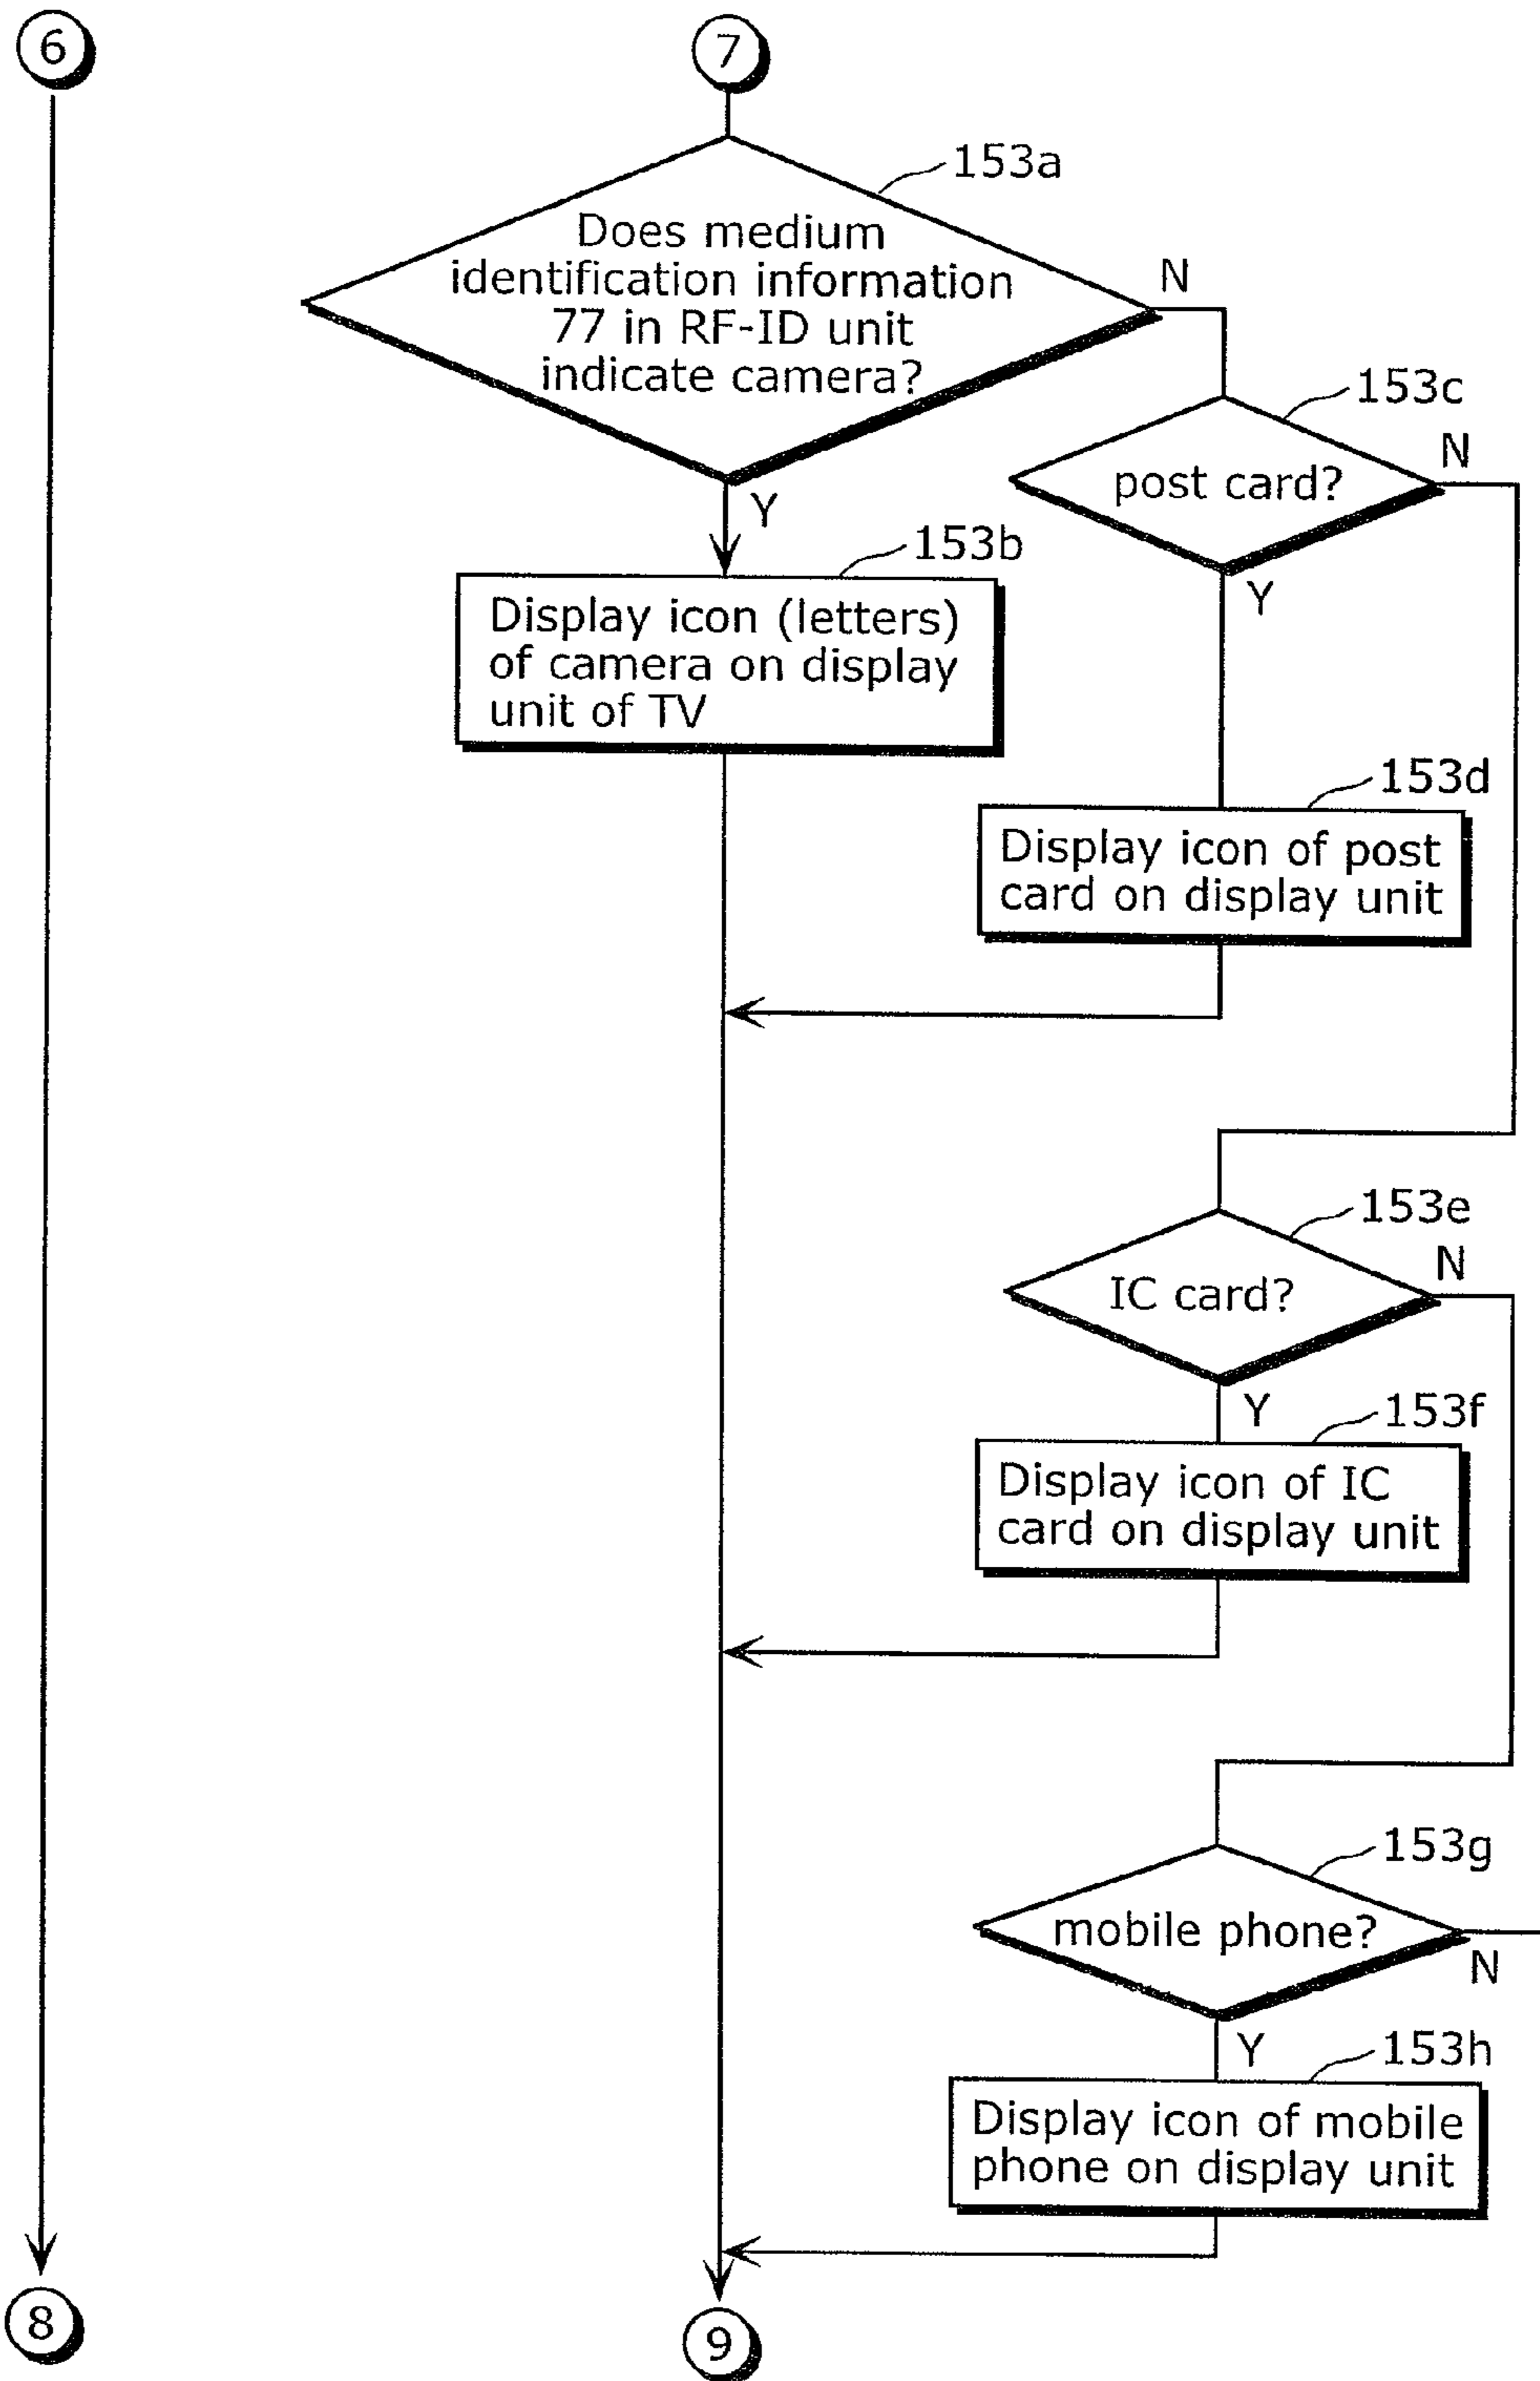 6
7
153a
Does medium
identification information
77 in RF-ID unit
indicate camera?
N
Y
153c
post card?
N
Y
153b
Display icon (letters)
of camera on display
unit of TV
153d
Display icon of post
card on display unit
153e
IC card?
N
Y
153f
Display icon of IC
card on display unit
153g
mobile phone?
N
Y
153h
Display icon of mobile
phone on display unit
8
9